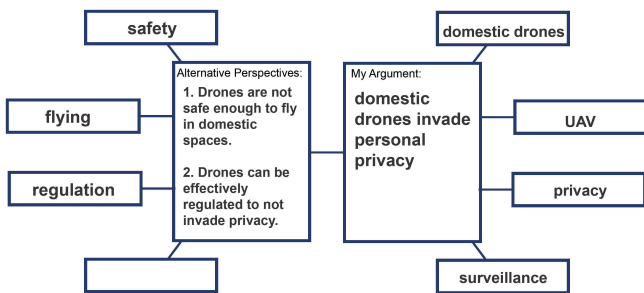 safety
flying
regulation
Alternative Perspectives:
1. Drones are not
safe enough to fly
in domestic
spaces.
2. Drones can be
effectively
regulated to not
invade privacy.
My Argument:
domestic
drones invade
personal
privacy
domestic drones
UAV
privacy
surveillance